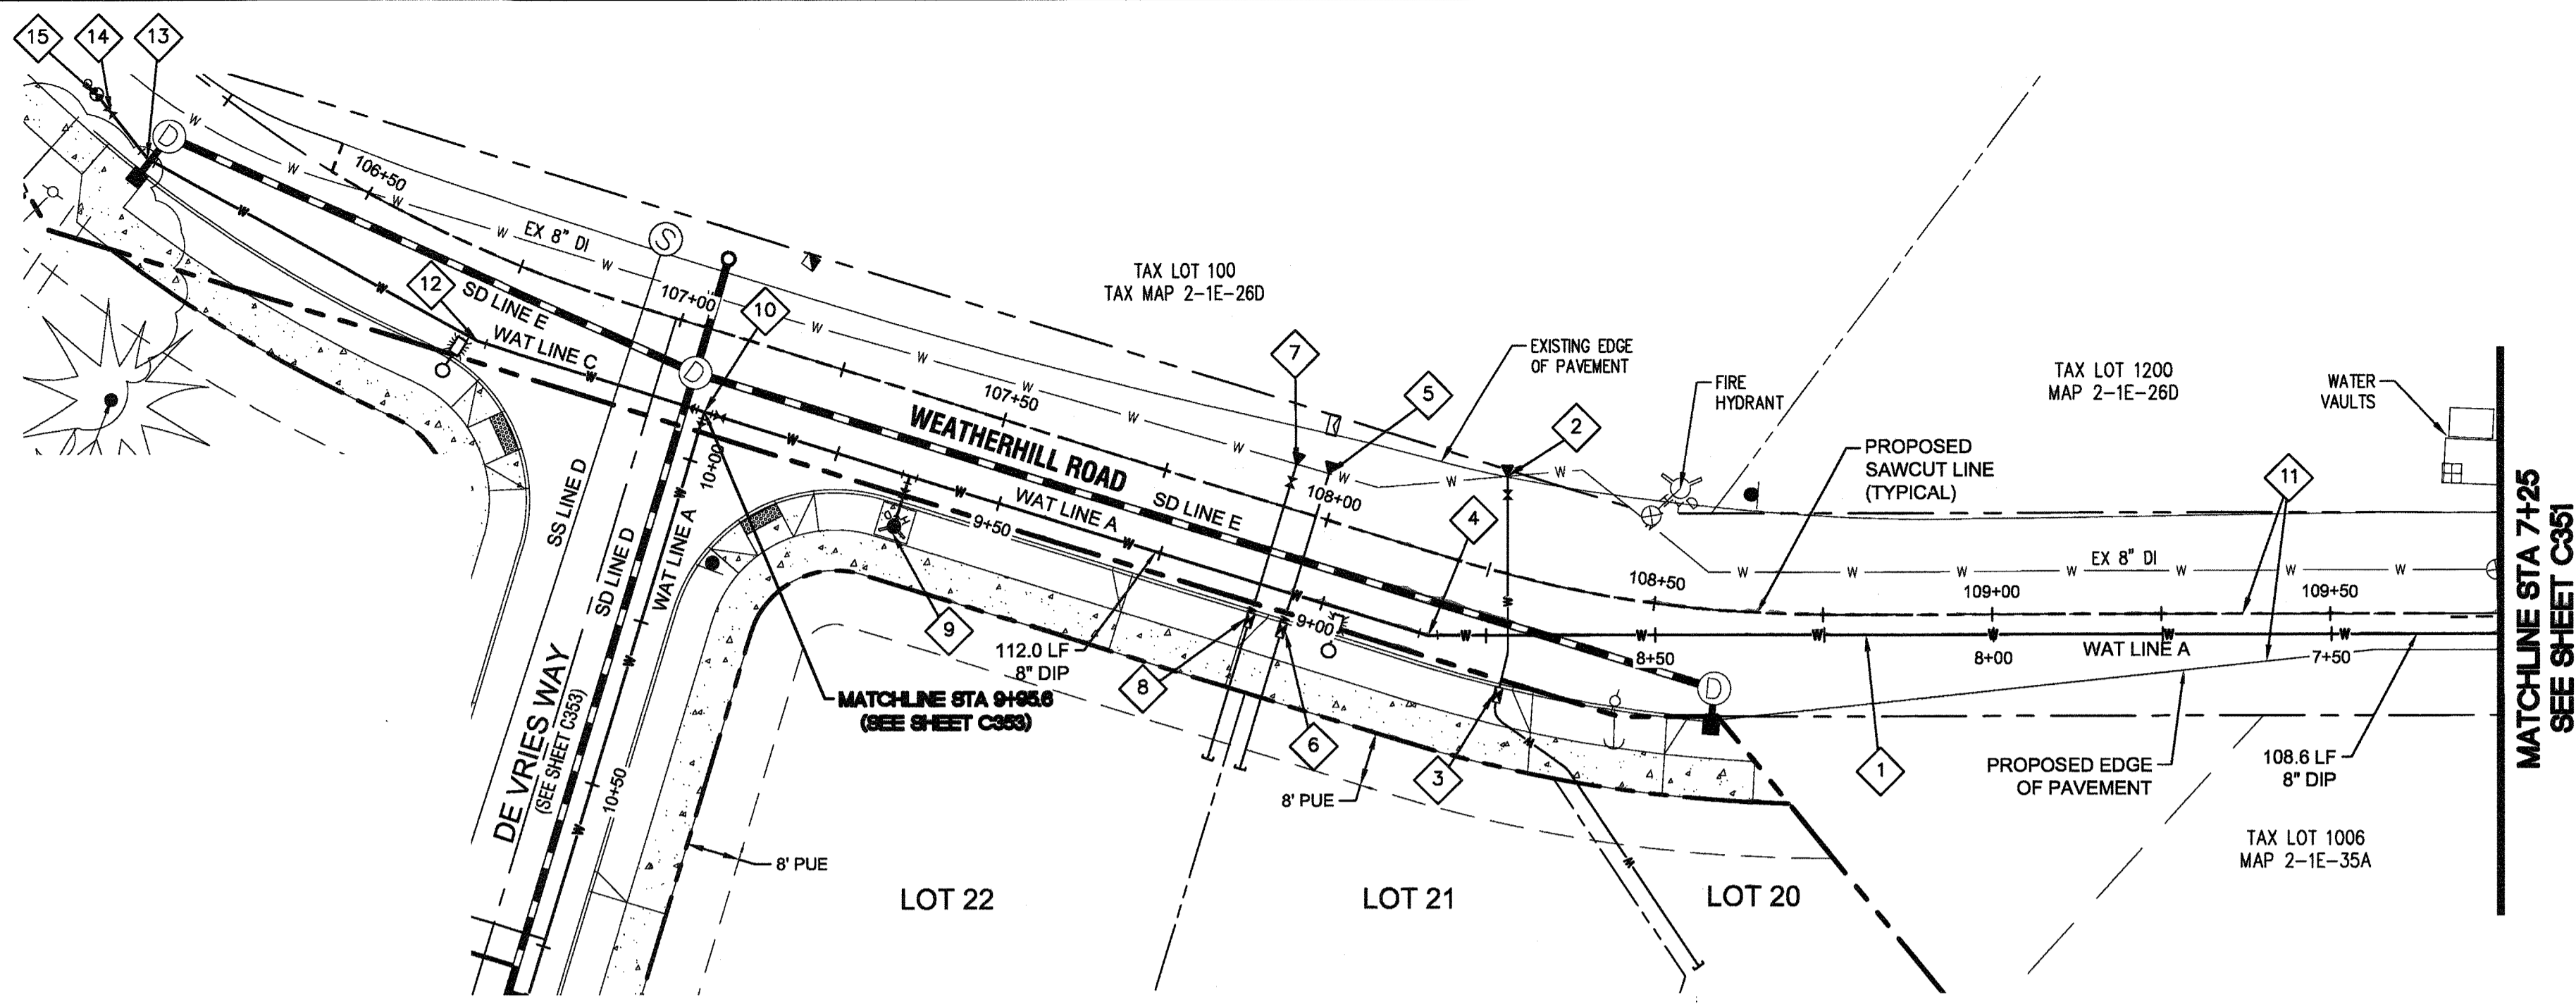 15
14
13
106+50
EX 8" DI
W
S
D
12
SD LINE E
WAT LINE C
107+00
10
TAX LOT 100
TAX MAP 2-1E-26D
7
5
EXISTING EDGE
OF PAVEMENT
2
FIRE
HYDRANT
TAX LOT 1200
MAP 2-1E-26D
WATER
VAULTS
107+50
WEATHERHILL ROAD
PROPOSED
SAWCUT LINE
(TYPICAL)
11
MATCHLINE STA 7+25
SEE SHEET C351
108+00
SD LINE E
WAT LINE A
4
9+50
10+00
SS LINE D
SD LINE D
WAT LINE A
EX 8" DI
108+50
109+00
109+50
9
112.0 LF
8" DIP
8
9+00
8+50
8+00
WAT LINE A
7+50
MATCHLINE STA 9+95.6
(SEE SHEET C353)
6
3
1
D
DE VRIES WAY
(SEE SHEET C353)
10+50
8' PUE
8' PUE
PROPOSED EDGE
OF PAVEMENT
108.6 LF
8" DIP
TAX LOT 1006
MAP 2-1E-35A
LOT 22
LOT 21
LOT 20